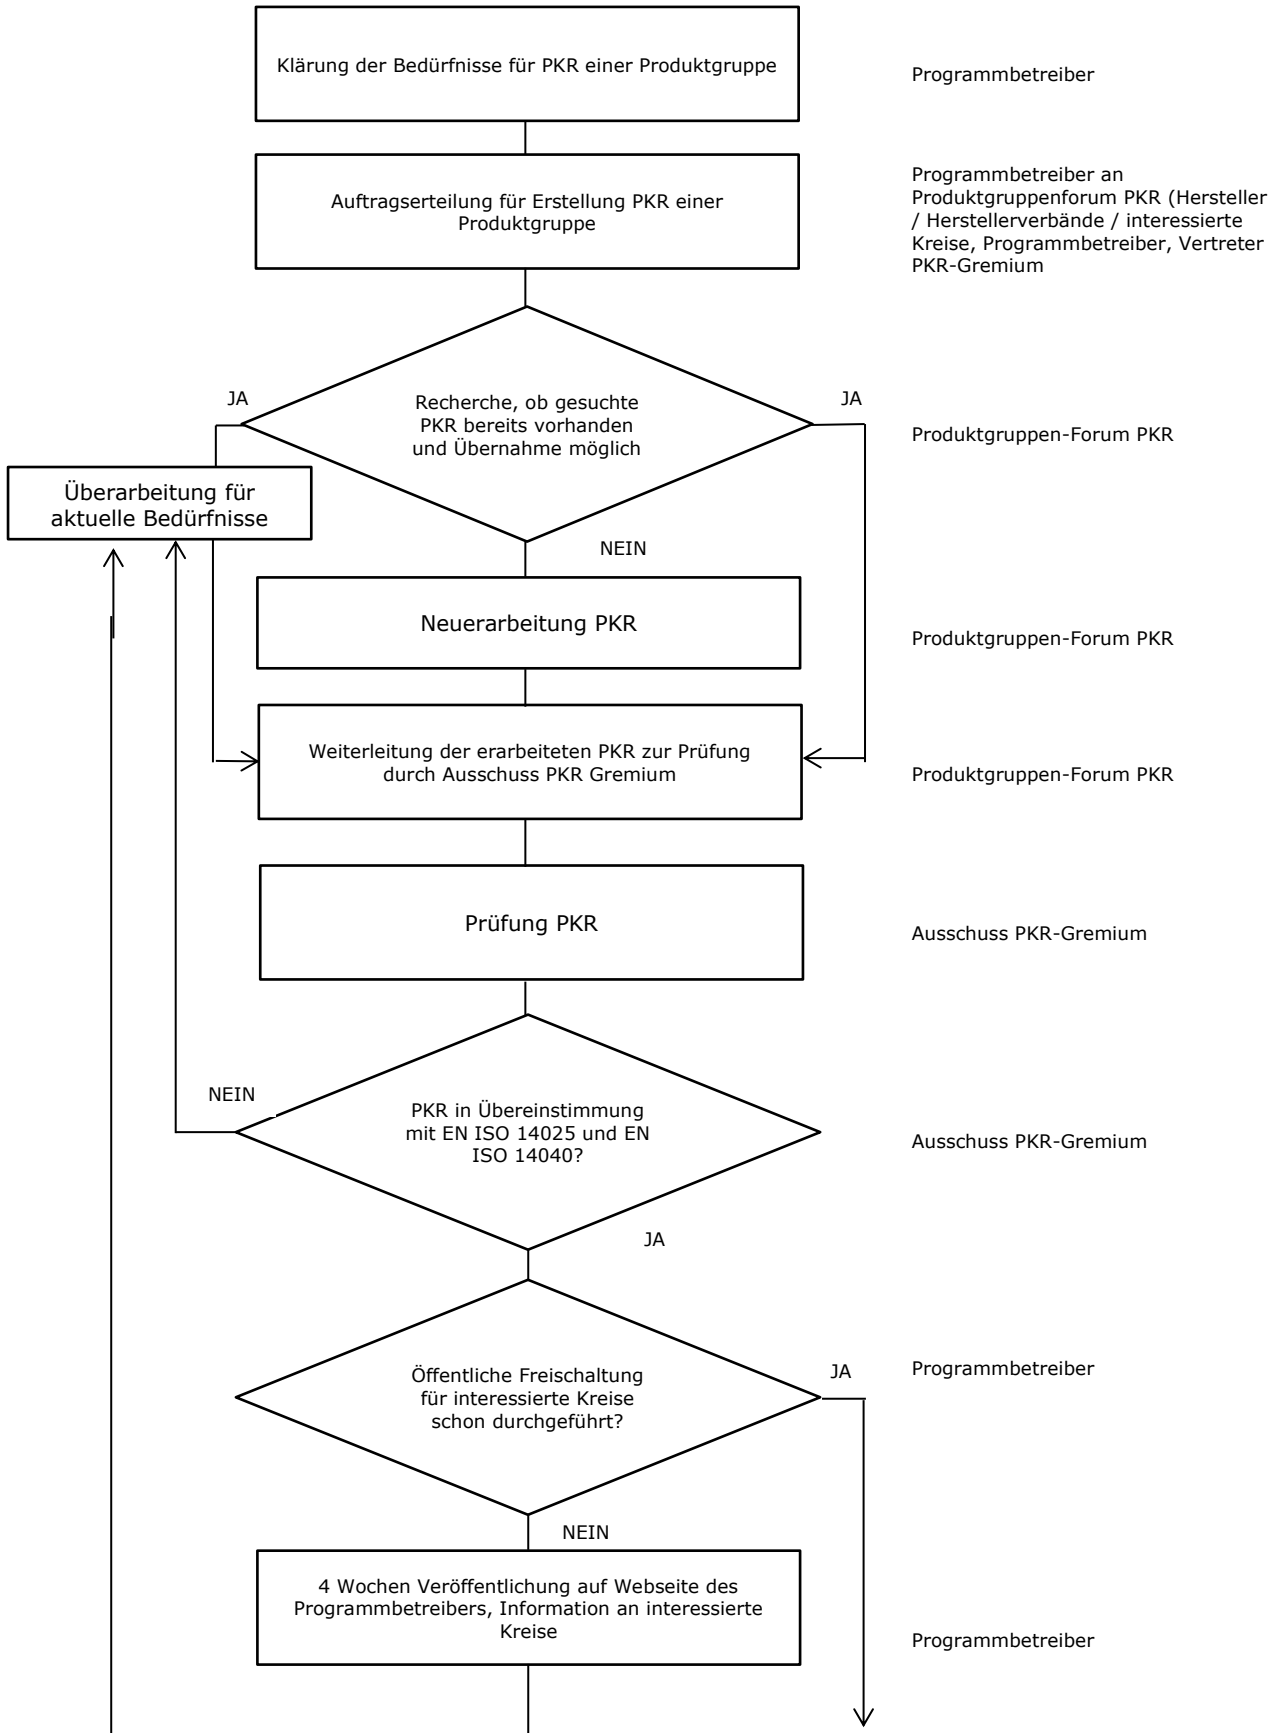 Klärung der Bedürfnisse für PKR einer Produktgruppe
Programmbetreiber
Auftragserteilung für Erstellung PKR einer
Produktgruppe
Programmbetreiber an
Produktgruppenforum PKR (Hersteller
/ Herstellerverbände / interessierte
Kreise, Programmbetreiber, Vertreter
PKR-Gremium
JA
Recherche, ob gesuchte
PKR bereits vorhanden
und Übernahme möglich
JA
Produktgruppen-Forum PKR
Überarbeitung für
aktuelle Bedürfnisse
NEIN
Neuerarbeitung PKR
Produktgruppen-Forum PKR
Weiterleitung der erarbeiteten PKR zur Prüfung
durch Ausschuss PKR Gremium
Produktgruppen-Forum PKR
Prüfung PKR
Ausschuss PKR-Gremium
NEIN
PKR in Übereinstimmung
mit EN ISO 14025 und EN
ISO 14040?
Ausschuss PKR-Gremium
JA
Öffentliche Freischaltung
für interessierte Kreise
schon durchgeführt?
JA
Programmbetreiber
NEIN
4 Wochen Veröffentlichung auf Webseite des
Programmbetreibers, Information an interessierte
Kreise
Programmbetreiber